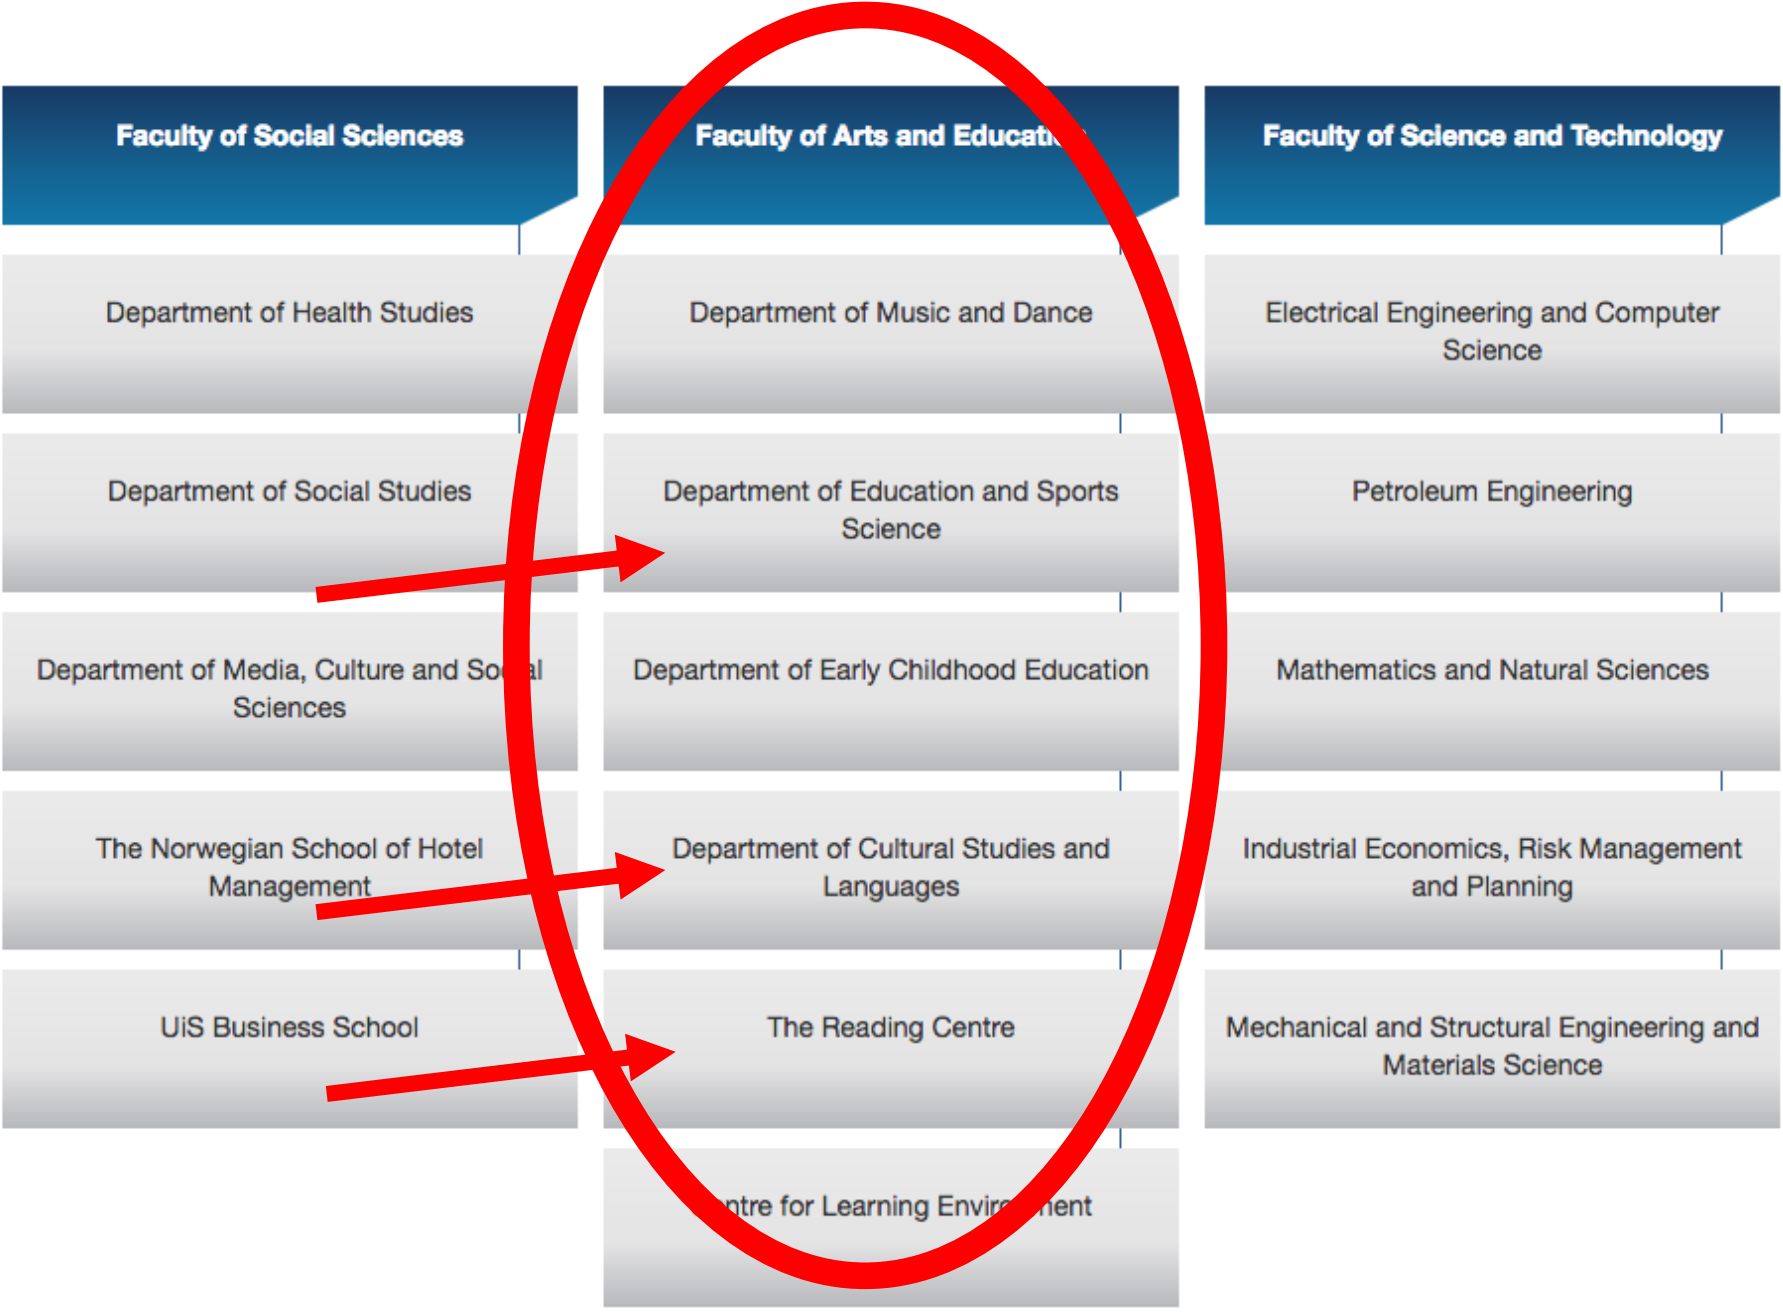 Faculty of Social Sciences
Department of Health Studies
Department of Social Studies
Department of Media, Culture and Social
Sciences
The Norwegian School of Hotel
Management
UiS Business School
Faculty of Arts and Education
Department of Music and Dance
Department of Education and Sports
Science
Department of Early Childhood Education
Department of Cultural Studies and
Languages
The Reading Centre
Centre for Learning Environment
Faculty of Science and Technology
Electrical Engineering and Computer
Science
Petroleum Engineering
Mathematics and Natural Sciences
Industrial Economics, Risk Management
and Planning
Mechanical and Structural Engineering and
Materials Science